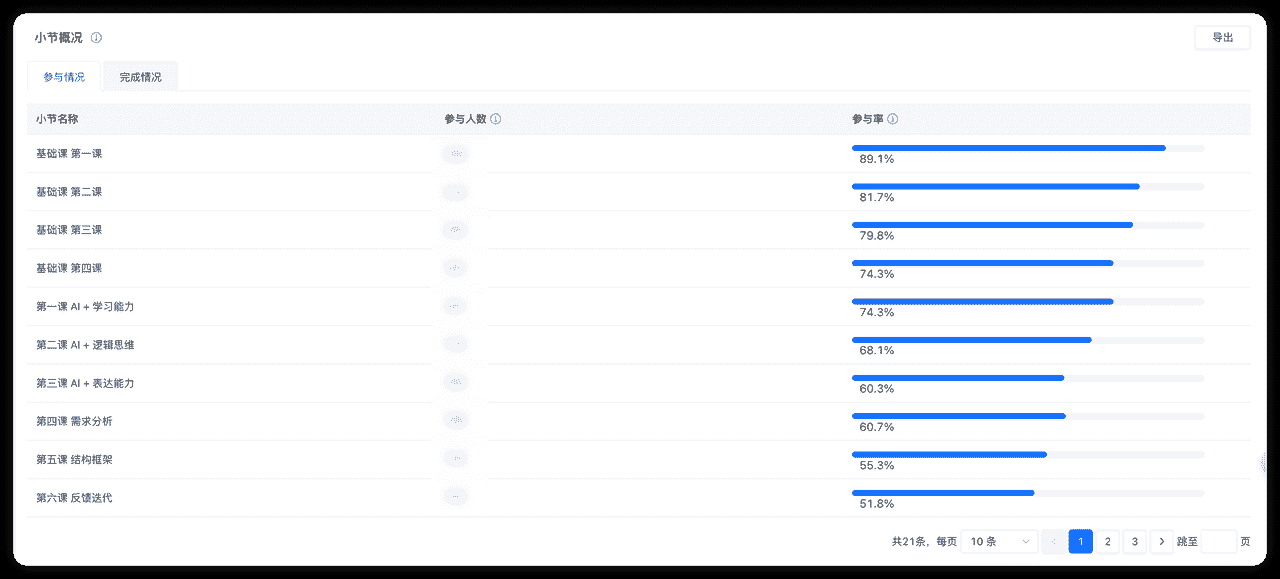 小节概况
导出
参与情况 完成情况
小节名称 参与人数 参与率
基础课 第一课 89.1%
基础课 第二课 81.7%
基础课 第三课 79.8%
基础课 第四课 74.3%
第一课 AI + 学习能力 74.3%
第二课 AI + 逻辑思维 68.1%
第三课 AI + 表达能力 60.3%
第四课 需求分析 60.7%
第五课 结构框架 55.3%
第六课 反馈迭代 51.8%
共21条，每页 10 条 < 1 2 3 > 跳至 页